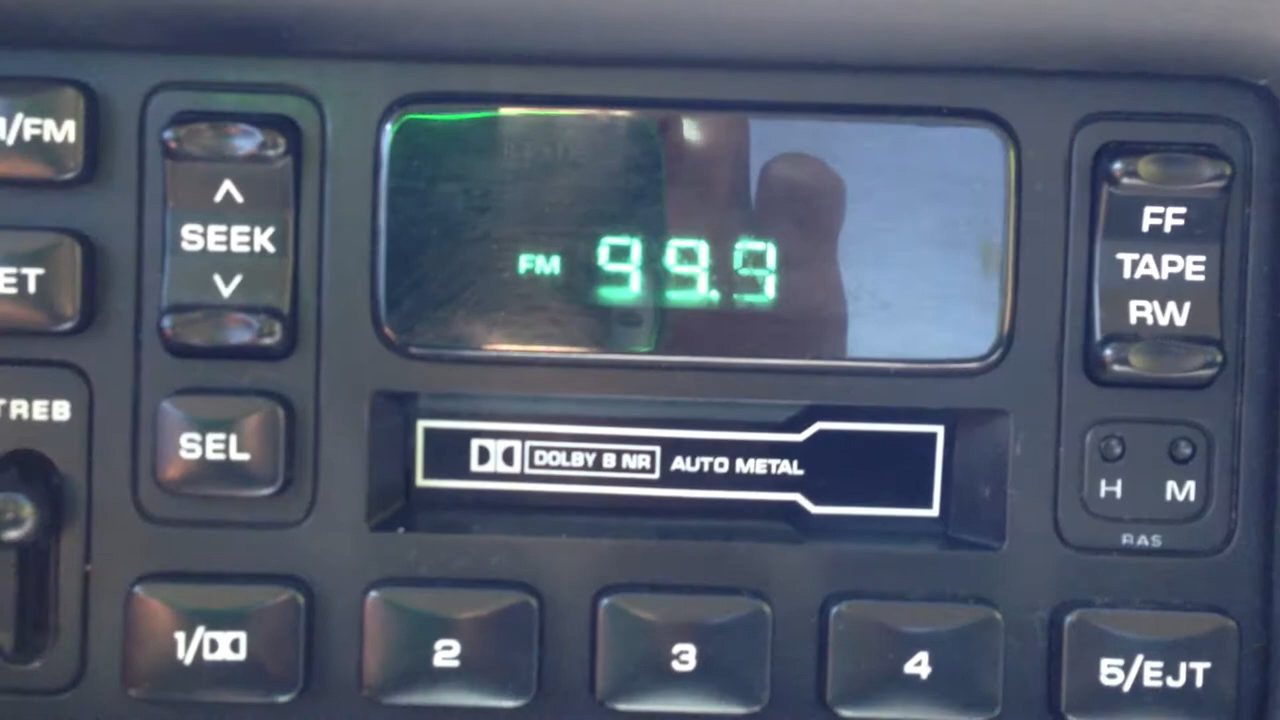 /FM
SEEK
ET
FM 99.9
FF
TAPE
RW
TREB
SEL
DOLBY B NR AUTO METAL
H M
RAS
1/
2
3
4
5/EJT